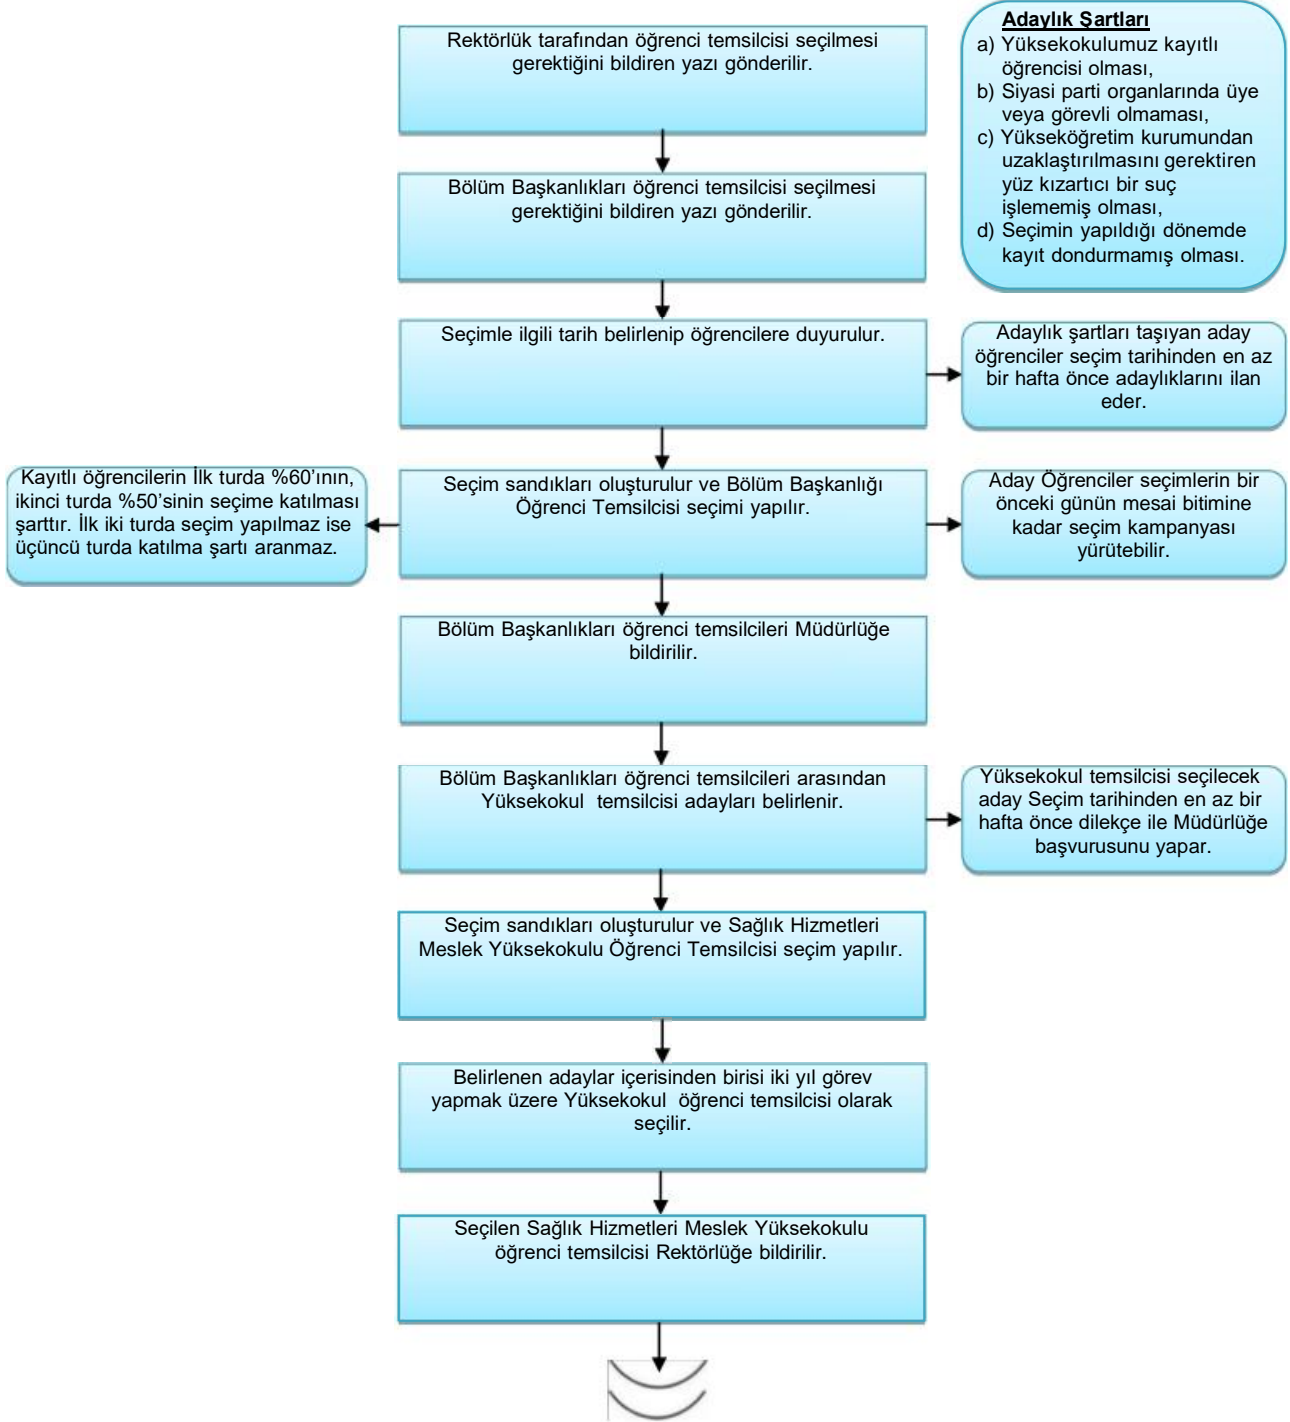 Rektörlük tarafından öğrenci temsilcisi seçilmesi
gerektiğini bildiren yazı gönderilir.
Adaylık Şartları
a) Yüksekokulumuz kayıtlı
öğrencisi olması,
b) Siyasi parti organlarında üye
veya görevli olmaması,
c) Yükseköğretim kurumundan
uzaklaştırılmasını gerektiren
yüz kızartıcı bir suç
işlememiş olması,
d) Seçimin yapıldığı dönemde
kayıt dondurmamış olması.
Bölüm Başkanlıkları öğrenci temsilcisi seçilmesi
gerektiğini bildiren yazı gönderilir.
Seçimle ilgili tarih belirlenip öğrencilere duyurulur.
Adaylık şartları taşıyan aday
öğrenciler seçim tarihinden en az
bir hafta önce adaylıklarını ilan
eder.
Kayıtlı öğrencilerin İlk turda %60’ının,
ikinci turda %50’sinin seçime katılması
şarttır. İlk iki turda seçim yapılmaz ise
üçüncü turda katılma şartı aranmaz.
Seçim sandıkları oluşturulur ve Bölüm Başkanlığı
Öğrenci Temsilcisi seçimi yapılır.
Aday Öğrenciler seçimlerin bir
önceki günün mesai bitimine
kadar seçim kampanyası
yürütebilir.
Bölüm Başkanlıkları öğrenci temsilcileri Müdürlüğe
bildirilir.
Bölüm Başkanlıkları öğrenci temsilcileri arasından
Yüksekokul temsilcisi adayları belirlenir.
Yüksekokul temsilcisi seçilecek
aday Seçim tarihinden en az bir
hafta önce dilekçe ile Müdürlüğe
başvurusunu yapar.
Seçim sandıkları oluşturulur ve Sağlık Hizmetleri
Meslek Yüksekokulu Öğrenci Temsilcisi seçim yapılır.
Belirlenen adaylar içerisinden birisi iki yıl görev
yapmak üzere Yüksekokul öğrenci temsilcisi olarak
seçilir.
Seçilen Sağlık Hizmetleri Meslek Yüksekokulu
öğrenci temsilcisi Rektörlüğe bildirilir.